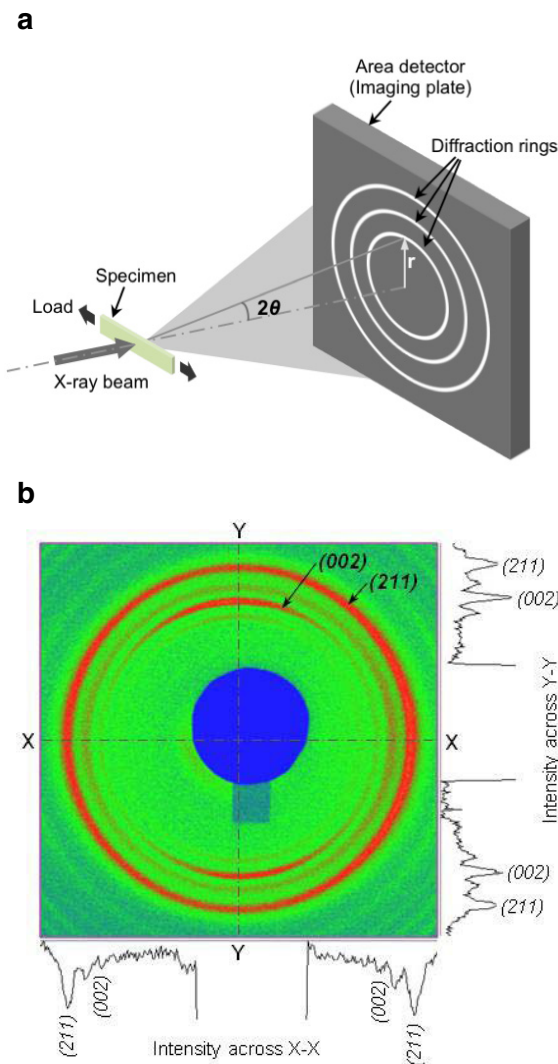 a
Area detector
(Imaging plate)
Diffraction rings
r
Specimen
2θ
Load
X-ray beam
b
Y
(002)
(211)
(211)
(002)
X
X
Intensity across Y-Y
(002)
(211)
Y
(211)
(002)
(002)
(211)
Intensity across X-X